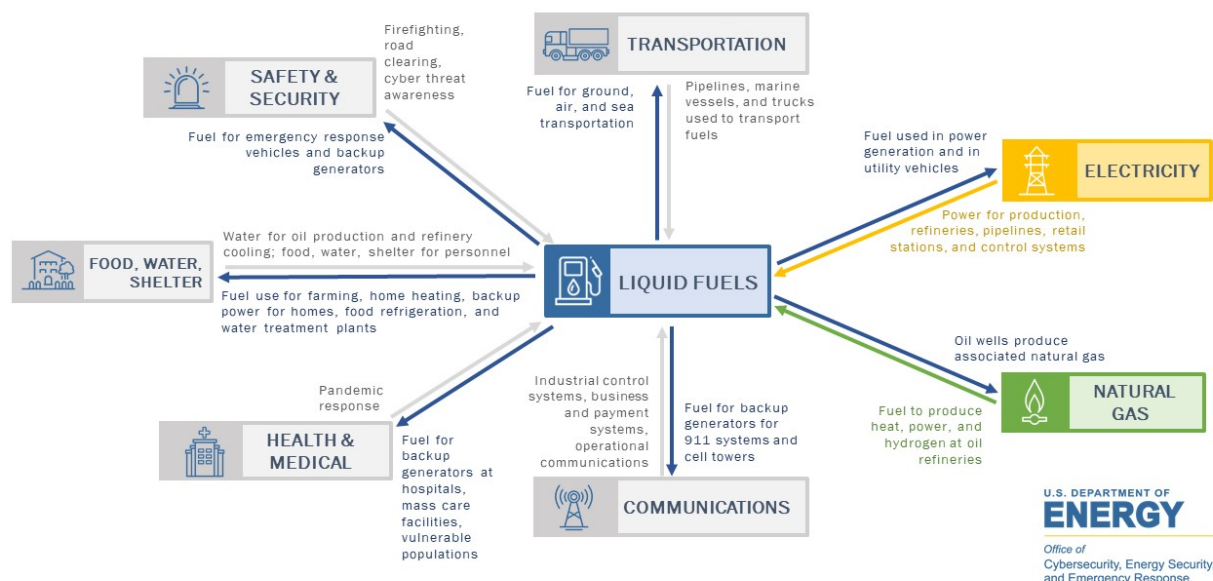 Firefighting,
road
clearing,
cyber threat
awareness
SAFETY &
SECURITY
Fuel for emergency response
vehicles and backup
generators
TRANSPORTATION
Fuel for ground,
air, and sea
transportation
Pipelines, marine
vessels, and trucks
used to transport
fuels
Fuel used in power
generation and in
utility vehicles
ELECTRICITY
Power for production,
refineries, pipelines, retail
stations, and control systems
FOOD, WATER,
SHELTER
Water for oil production and refinery
cooling; food, water, shelter for personnel
Fuel use for farming, home heating, backup
power for homes, food refrigeration, and
water treatment plants
LIQUID FUELS
Oil wells produce
associated natural gas
NATURAL
GAS
Fuel to produce
heat, power, and
hydrogen at oil
refineries
Pandemic
response
HEALTH &
MEDICAL
Fuel for
backup
generators at
hospitals,
mass care
facilities,
vulnerable
populations
Industrial control
systems, business
and payment
systems,
operational
communications
Fuel for backup
generators for
911 systems and
cell towers
COMMUNICATIONS
U.S. DEPARTMENT OF
ENERGY
Office of
Cybersecurity, Energy Security
and Emergency Response